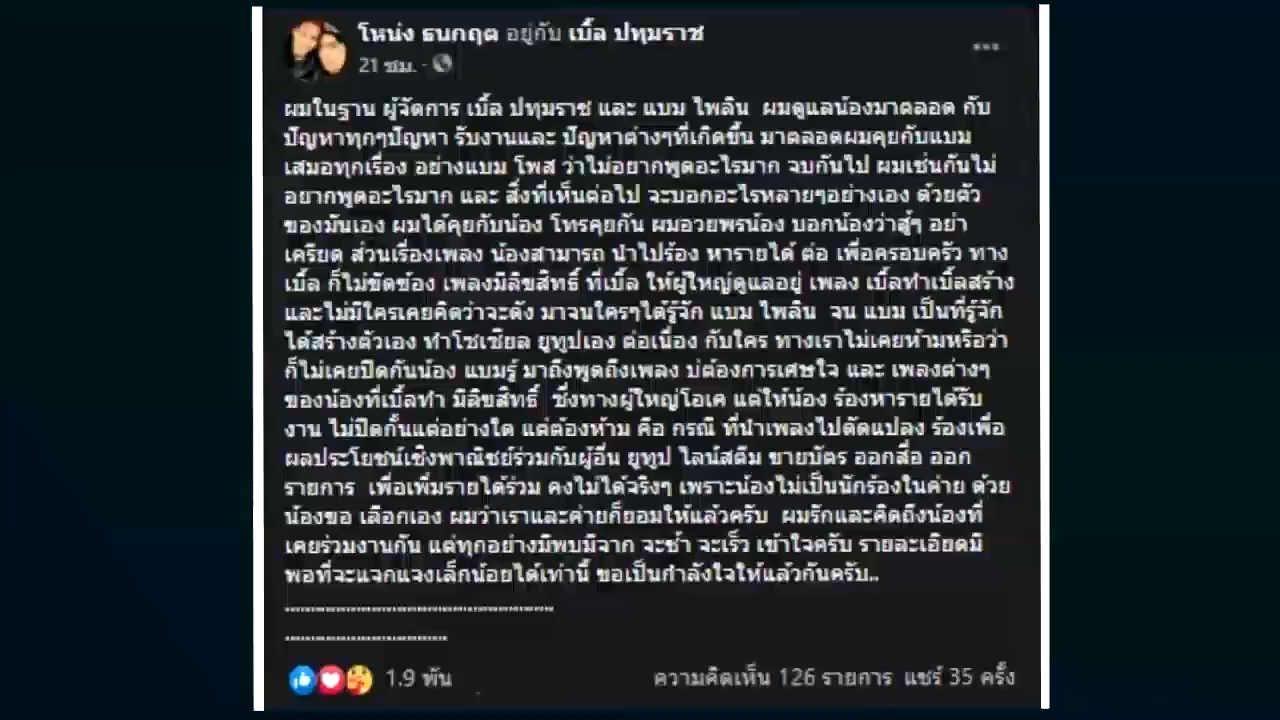 โหน่ง ธนกฤต อยู่กับ เบิ้ล ปทุมราช
21 ชม. ·
ผมในฐาน ผู้จัดการ เบิ้ล ปทุมราช และ แบม ไพลิน ผมดูแลน้องมาตลอด กับ
ปัญหาทุกๆปัญหา รับงานและ ปัญหาต่างๆที่เกิดขึ้น มาตลอดผมคุยกับแบม
เสมอทุกเรื่อง อย่างแบม โพส ว่าไม่อยากพูดอะไรมาก จบกันไป ผมเช่นกันไม่
อยากพูดอะไรมาก และ สิ่งที่เห็นต่อไป จะบอกอะไรหลายๆอย่างเอง ด้วยตัว
ของมันเอง ผมได้คุยกับน้อง โทรคุยกัน ผมอวยพรน้อง บอกน้องว่าสู้ๆ อย่า
เครียด ส่วนเรื่องเพลง น้องสามารถ นำไปร้อง หารายได้ ต่อ เพื่อครอบครัว ทาง
เบิ้ล ก็ไม่ขัดข้อง เพลงมีลิขสิทธิ์ ที่เบิ้ล ให้ผู้ใหญ่ดูแลอยู่ เพลง เบิ้ลทำเบิ้ลสร้าง
และไม่มีใครเคยคิดว่าจะดัง มาจนใครๆได้รู้จัก แบม ไพลิน จน แบม เป็นที่รู้จัก
ได้สร้างตัวเอง ทำโซเชียล ยูทูปเอง ต่อเนื่อง กับใคร ทางเราไม่เคยห้ามหรือว่า
ก็ไม่เคยปิดกันน้อง แบมรู้ มาถึงพูดถึงเพลง บ่ต้องการเศษใจ และ เพลงต่างๆ
ของน้องที่เบิ้ลทำ มีลิขสิทธิ์ ซึ่งทางผู้ใหญ่โอเค แต่ให้น้อง ร้องหารายได้รับ
งาน ไม่ปิดกั้นแต่อย่างใด แต่ต้องห้าม คือ กรณี ที่นำเพลงไปดัดแปลง ร้องเพื่อ
ผลประโยชน์เชิงพาณิชย์ร่วมกับผู้อื่น ยูทูป ไลน์สดีม ขายบัตร ออกสื่อ ออก
รายการ เพื่อเพิ่มรายได้ร่วม คงไม่ได้จริงๆ เพราะน้องไม่เป็นนักร้องในค่าย ด้วย
น้องขอ เลือกเอง ผมว่าเราและค่ายก็ยอมให้แล้วครับ ผมรักและคิดถึงน้องที่
เคยร่วมงานกัน แต่ทุกอย่างมีพบมีจาก จะช้า จะเร็ว เข้าใจครับ รายละเอียดมี
พอที่จะแจกแจงเล็กน้อยได้เท่านี้ ขอเป็นกำลังใจให้แล้วกันครับ..
1.9 พัน ความคิดเห็น 126 รายการ แชร์ 35 ครั้ง